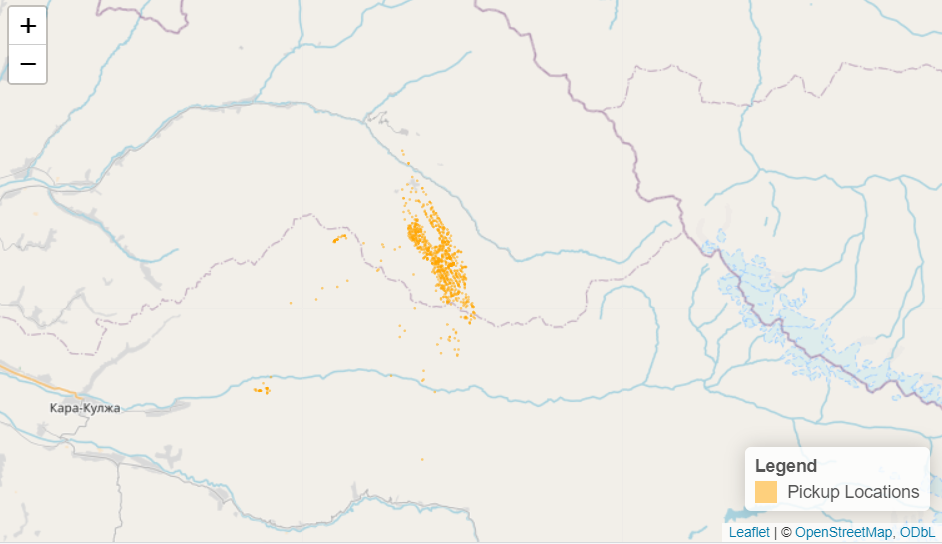 +
−
Кара-Кулжа
Legend
Pickup Locations
Leaflet | © OpenStreetMap, ODbL